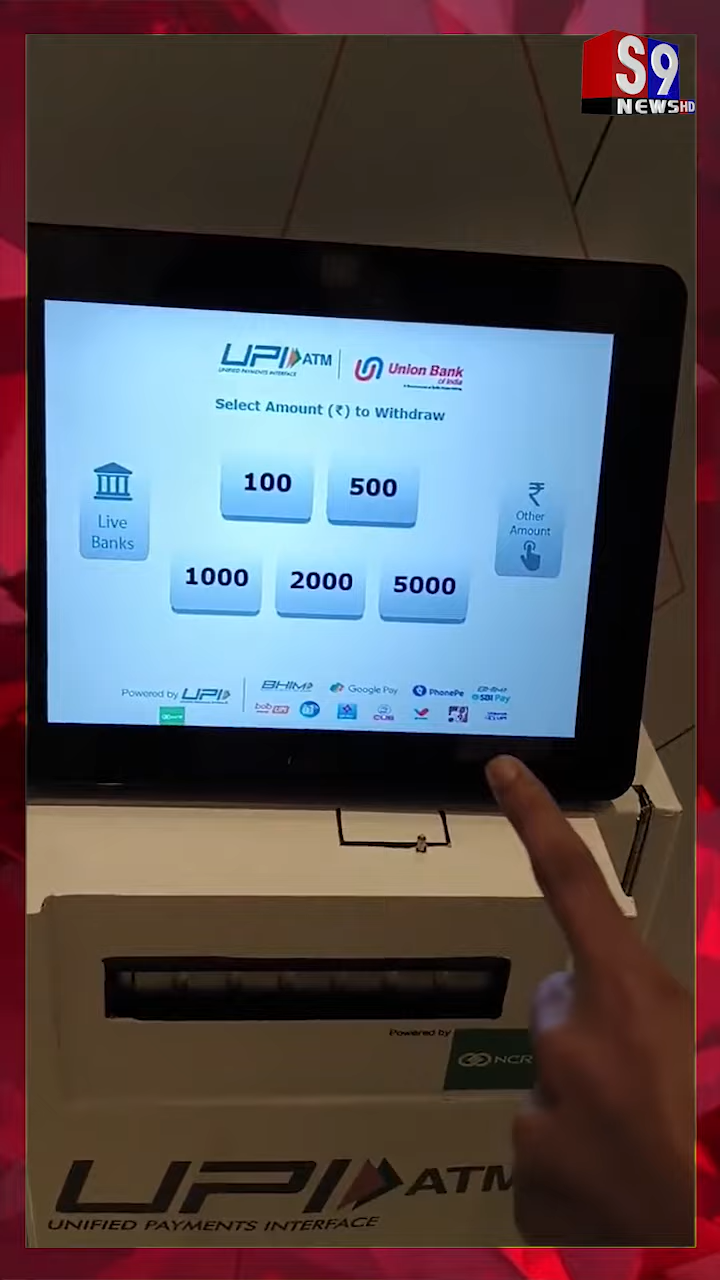 S9
NEWS HD
UPI ATM
UNIFIED PAYMENTS INTERFACE
Union Bank
of India
Select Amount (₹) to Withdraw
100
500
Live
Banks
₹
Other
Amount
1000
2000
5000
Powered by UPI
BHIM
Google Pay
PhonePe
SBI Pay
bob UPI
Powered by
NCR
UPI ATM
UNIFIED PAYMENTS INTERFACE